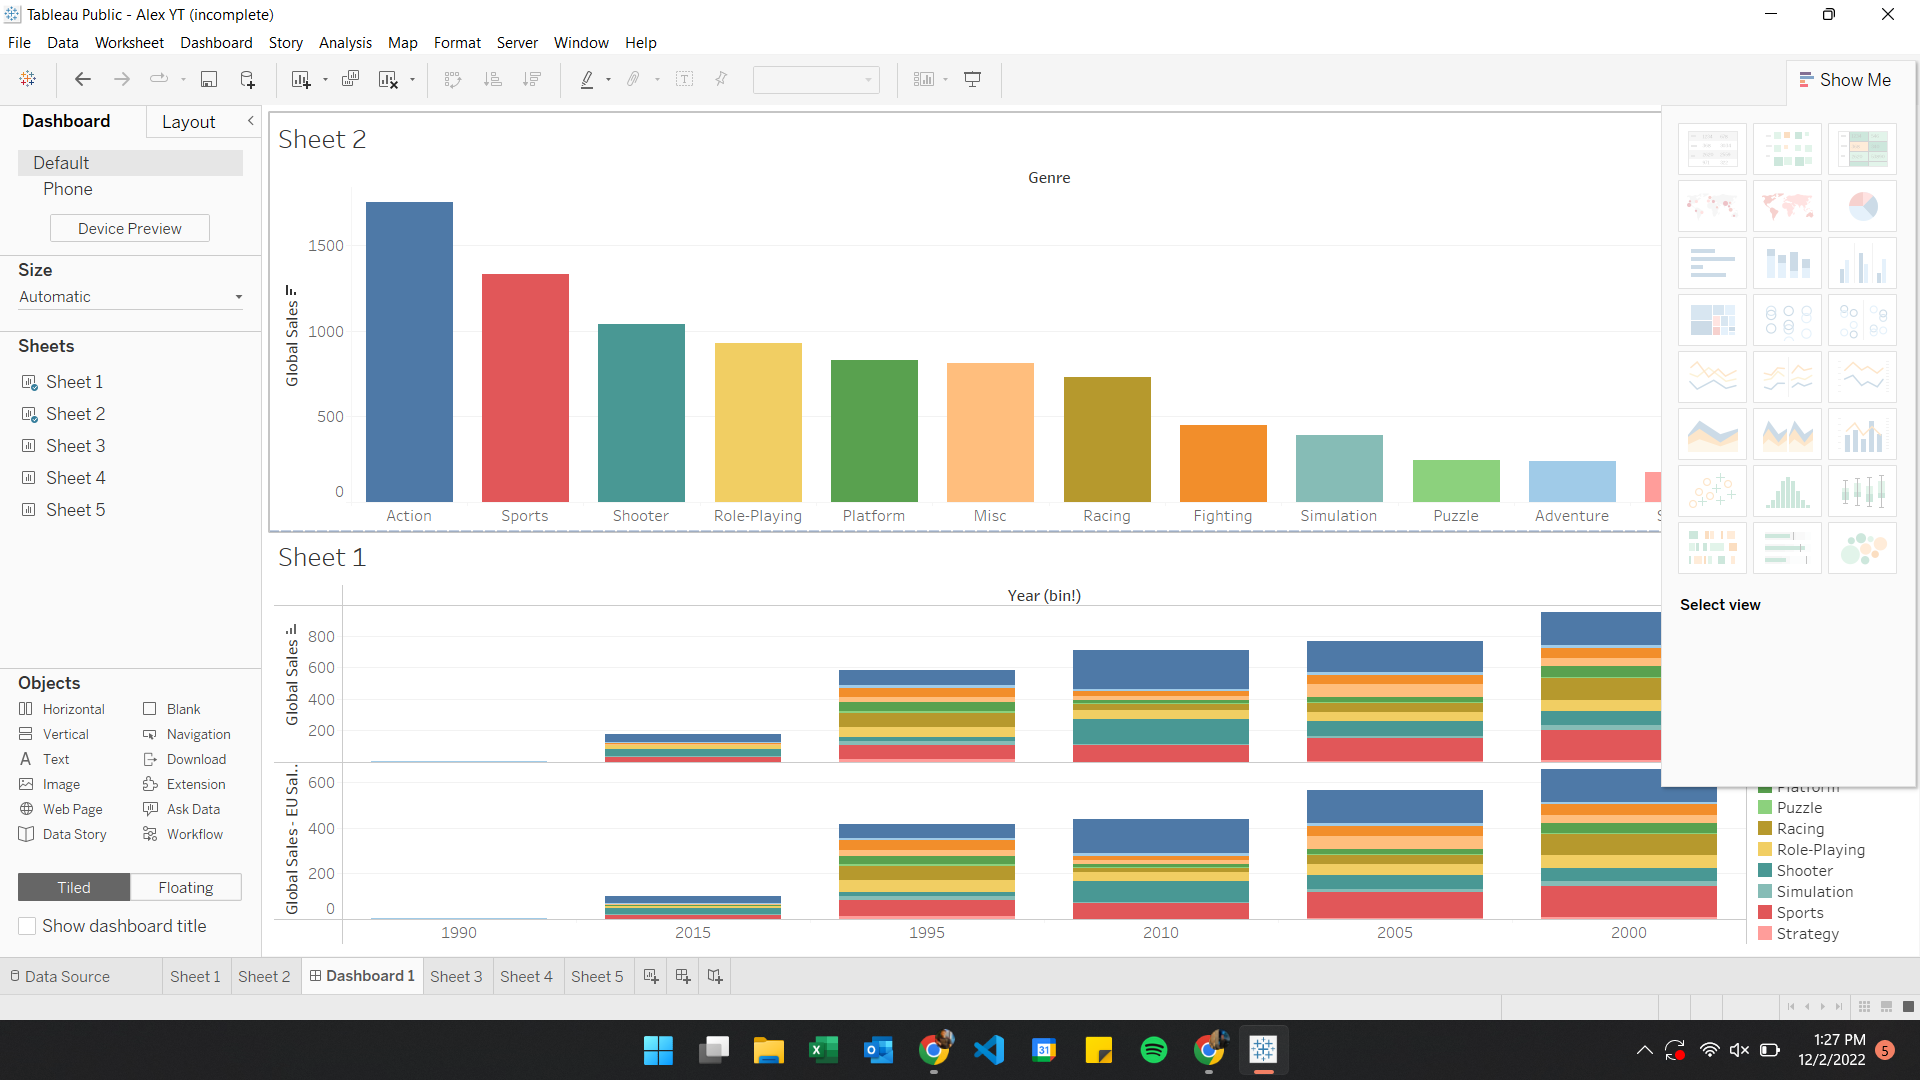 Tableau Public - Alex YT (incomplete)
File Data Worksheet Dashboard Story Analysis Map Format Server Window Help
Show Me
Dashboard Layout
Default
Phone
Device Preview
Size
Automatic
Sheets
Sheet 1
Sheet 2
Sheet 3
Sheet 4
Sheet 5
Objects
Horizontal Blank
Vertical Navigation
Text Download
Image Extension
Web Page Ask Data
Data Story Workflow
Tiled Floating
Show dashboard title
Sheet 2
Genre
Global Sales
1500
1000
500
0
Action Sports Shooter Role-Playing Platform Misc Racing Fighting Simulation Puzzle Adventure S
Sheet 1
Year (bin!)
Global Sales
800
600
400
200
Global Sales - EU Sal..
600
400
200
0
1990 2015 1995 2010 2005 2000
Select view
Platform
Puzzle
Racing
Role-Playing
Shooter
Simulation
Sports
Strategy
Data Source Sheet 1 Sheet 2 Dashboard 1 Sheet 3 Sheet 4 Sheet 5
31
1:27 PM
12/2/2022
5